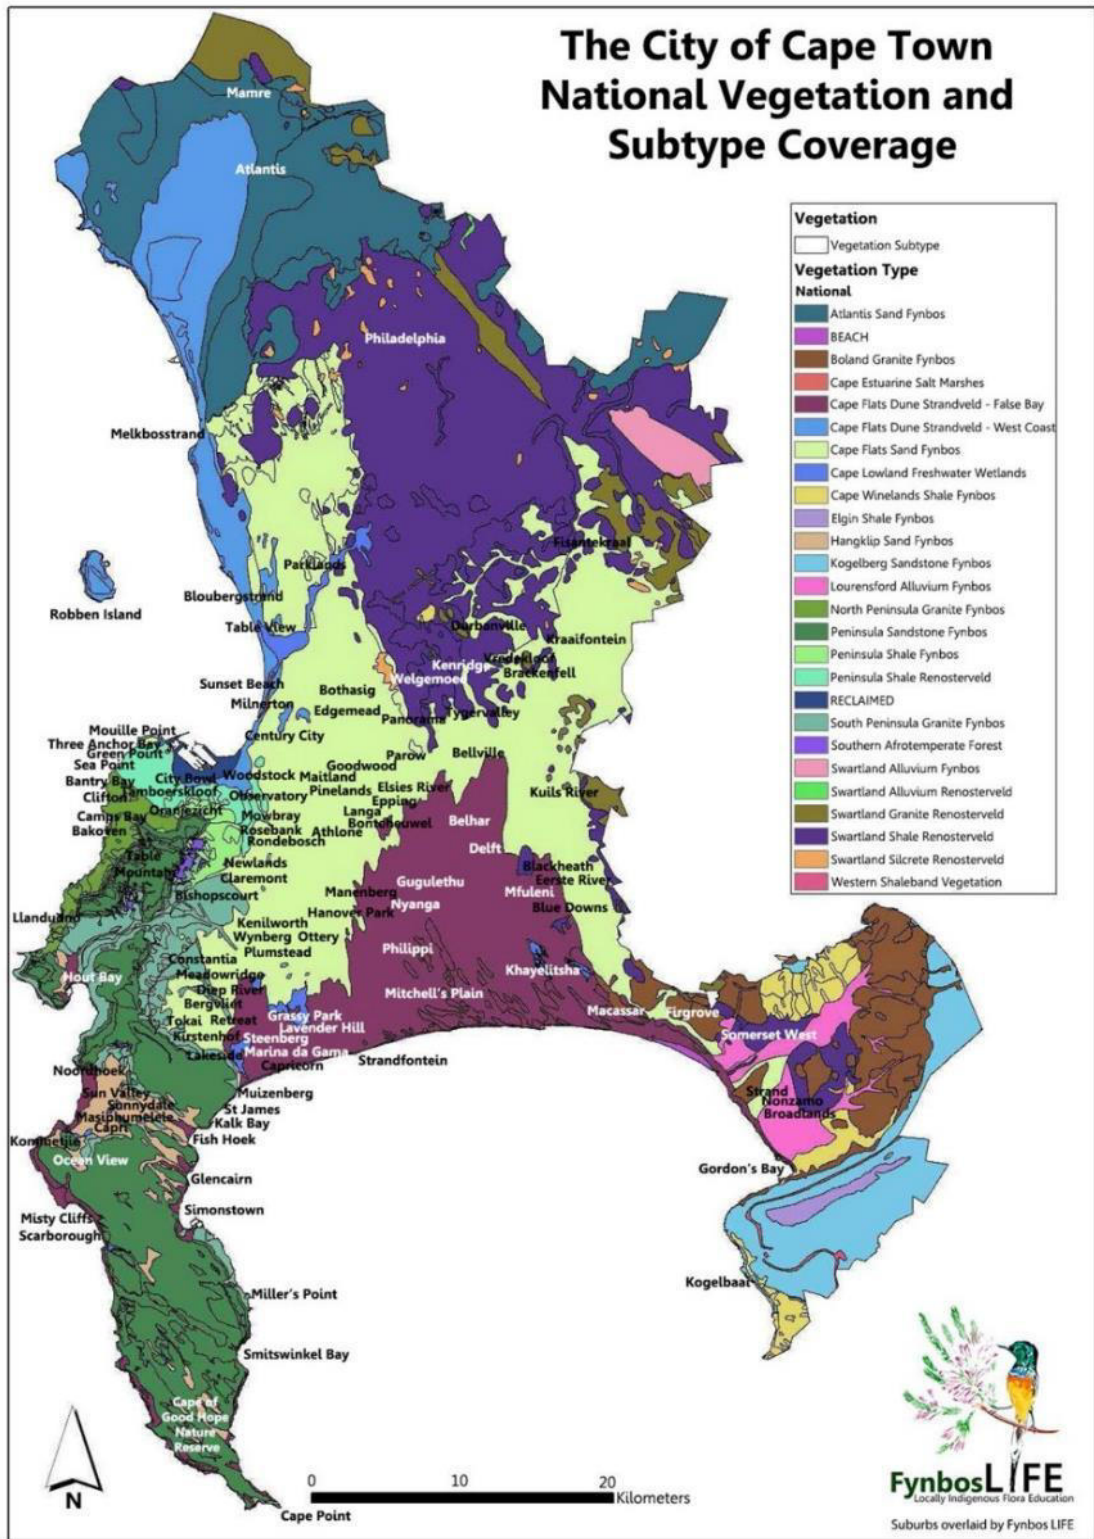 The City of Cape Town
National Vegetation and
Subtype Coverage
Mamre
Atlantis
Philadelphia
Melkbosstrand
Robben Island
Parklands
Bloubergstrand
Table View
Fisantekraal
Durbanville
Kraaifontein
Vredekloof
Kenridge
Welgemoed
Brackenfell
Sunset Beach
Bothasig
Milnerton
Edgemead
Panorama
Tygervalley
Mouille Point
Century City
Three Anchor Bay
Green Point
Parow
Bellville
Sea Point
Goodwood
City Bowl
Woodstock
Maitland
Bantry Bay
Tamboerskloof
Observatory
Pinelands
Elsies River
Kuils River
Clifton
Epping
Camps Bay
Oranjezicht
Mowbray
Langa
Bonteheuwel
Belhar
Bakoven
Rosebank
Athlone
Rondebosch
Delft
Table
Mountain
Newlands
Claremont
Blackheath
Eerste River
Bishopscourt
Manenberg
Gugulethu
Mfuleni
Nyanga
Blue Downs
Llandudno
Hanover Park
Kenilworth
Wynberg
Ottery
Plumstead
Philippi
Constantia
Hout Bay
Meadowridge
Khayelitsha
Diep River
Bergvliet
Mitchell's Plain
Tokai
Retreat
Grassy Park
Lavender Hill
Macassar
Firgrove
Kirstenhof
Steenberg
Somerset West
Lakeside
Marina da Gama
Capricorn
Strandfontein
Noordhoek
Sun Valley
Muizenberg
Strand
Sunnydale
St James
Nonzamo
Masiphumelele
Broadlands
Capri
Kalk Bay
Kommetjie
Fish Hoek
Ocean View
Gordon's Bay
Glencairn
Simonstown
Misty Cliffs
Scarborough
Kogelbaai
Miller's Point
Smitswinkel Bay
Cape of
Good Hope
Nature
Reserve
Cape Point
Vegetation
Vegetation Subtype
Vegetation Type
National
Atlantis Sand Fynbos
BEACH
Boland Granite Fynbos
Cape Estuarine Salt Marshes
Cape Flats Dune Strandveld - False Bay
Cape Flats Dune Strandveld - West Coast
Cape Flats Sand Fynbos
Cape Lowland Freshwater Wetlands
Cape Winelands Shale Fynbos
Elgin Shale Fynbos
Hangklip Sand Fynbos
Kogelberg Sandstone Fynbos
Lourensford Alluvium Fynbos
North Peninsula Granite Fynbos
Peninsula Sandstone Fynbos
Peninsula Shale Fynbos
Peninsula Shale Renosterveld
RECLAIMED
South Peninsula Granite Fynbos
Southern Afrotemperate Forest
Swartland Alluvium Fynbos
Swartland Alluvium Renosterveld
Swartland Granite Renosterveld
Swartland Shale Renosterveld
Swartland Silcrete Renosterveld
Western Shaleband Vegetation
N
0 10 20
Kilometers
FynbosLIFE
Locally Indigenous Flora Education
Suburbs overlaid by Fynbos LIFE